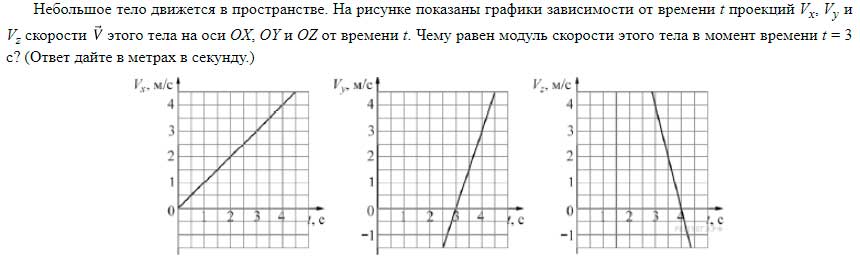 Небольшое тело движется в пространстве. На рисунке показаны графики зависимости от времени t проекций Vx, Vy и
Vz скорости V⃗ этого тела на оси OX, OY и OZ от времени t. Чему равен модуль скорости этого тела в момент времени t = 3
с? (Ответ дайте в метрах в секунду.)
Vx, м/с Vy, м/с Vz, м/с
4 4 4
3 3 3
2 2 2
1 1 1
0 0 0
1 2 3 4 t, с 1 2 3 4 t, с 1 2 3 4 t, с
−1 −1